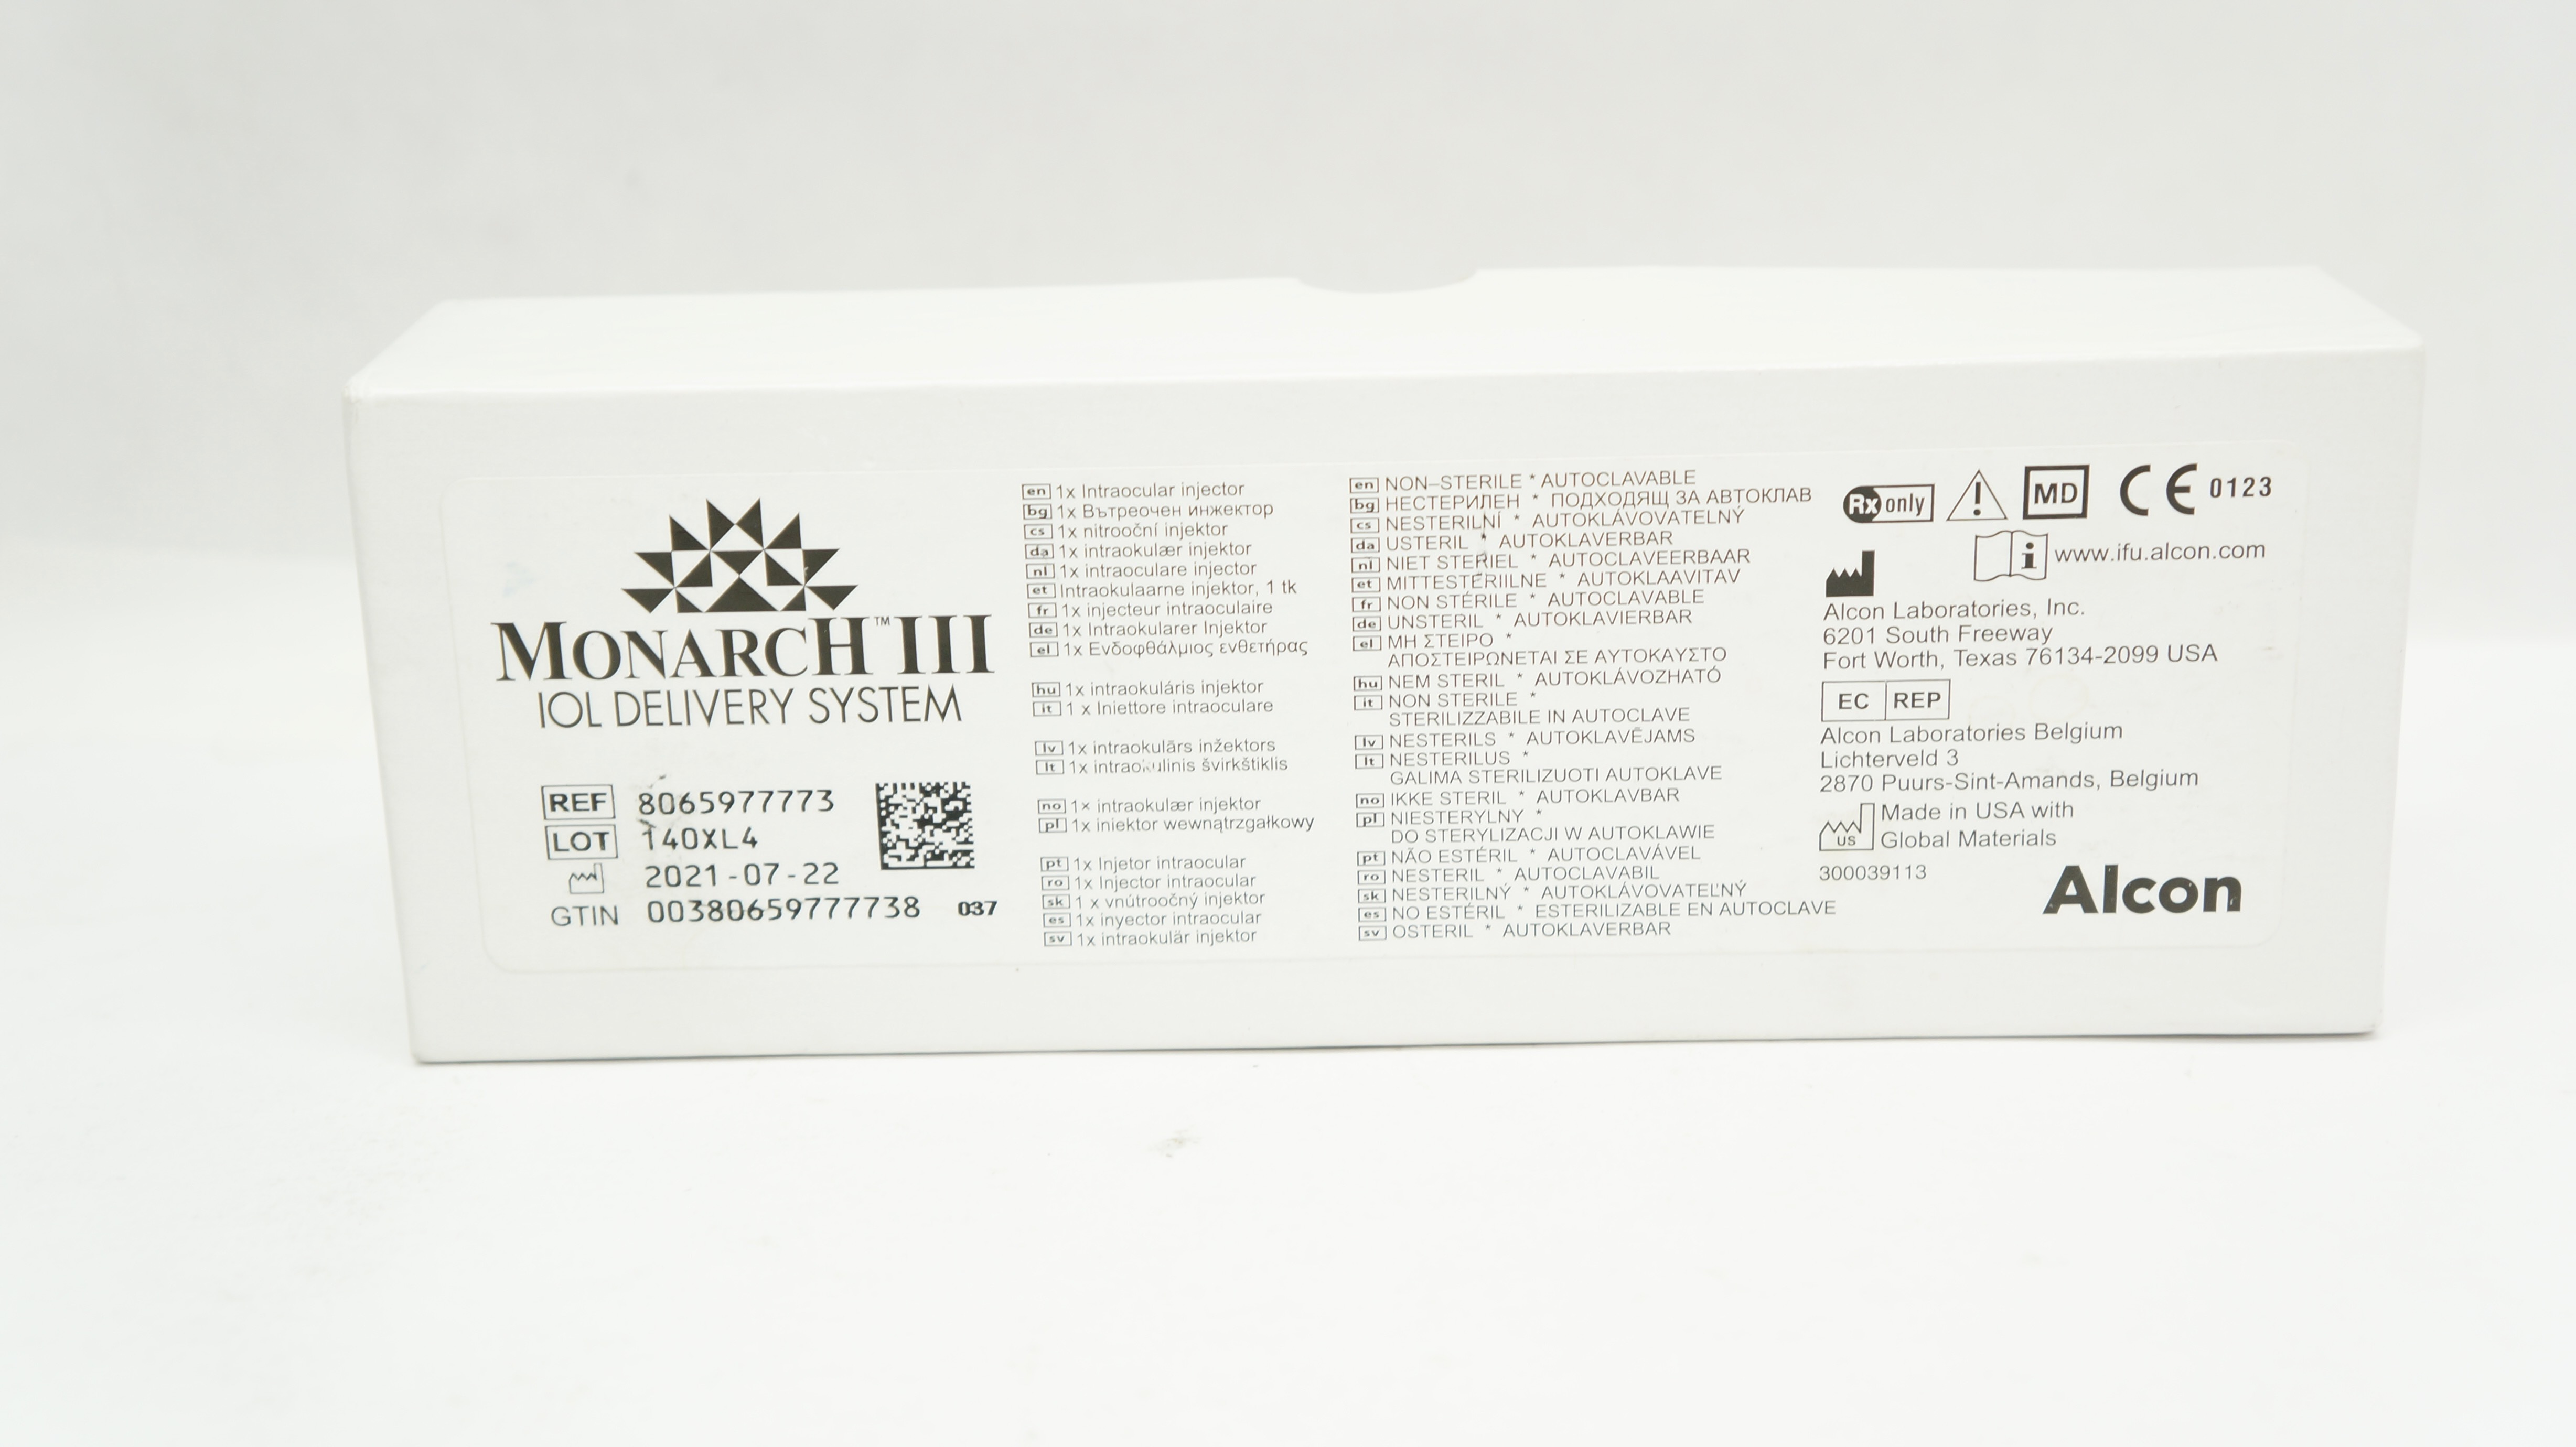 MONARCH™ III
IOL DELIVERY SYSTEM
REF 8065977773
LOT 140XL4
2021-07-22
GTIN 00380659777738 037
en 1x Intraocular injector
bg 1x Вътреочен инжектор
cs 1x nitrooční injektor
da 1x intraokulær injektor
nl 1x intraoculare injector
et Intraokulaarne injektor, 1 tk
fr 1x injecteur intraoculaire
de 1x Intraokularer Injektor
el 1x Ενδοφθάλμιος ενθετήρας
hu 1x intraokuláris injektor
it 1 x Iniettore intraoculare
lv 1x intraokulārs inžektors
lt 1x intraokulinis švirkštiklis
no 1x intraokulær injektor
pl 1x iniektor wewnątrzgałkowy
pt 1x Injetor intraocular
ro 1x Injector intraocular
sk 1 x vnútroočný injektor
es 1x inyector intraocular
sv 1x intraokulär injektor
en NON-STERILE * AUTOCLAVABLE
bg НЕСТЕРИЛЕН * ПОДХОДЯЩ ЗА АВТОКЛАВ
cs NESTERILNÍ * AUTOKLÁVOVATELNÝ
da USTERIL * AUTOKLAVERBAR
nl NIET STERIEL * AUTOCLAVEERBAAR
et MITTESTERIILNE * AUTOKLAAVITAV
fr NON STÉRILE * AUTOCLAVABLE
de UNSTERIL * AUTOKLAVIERBAR
el ΜΗ ΣΤΕΙΡΟ *
ΑΠΟΣΤΕΙΡΩΝΕΤΑΙ ΣΕ ΑΥΤΟΚΑΥΣΤΟ
hu NEM STERIL * AUTOKLÁVOZHATÓ
it NON STERILE *
STERILIZZABILE IN AUTOCLAVE
lv NESTERILS * AUTOKLAVĒJAMS
lt NESTERILUS *
GALIMA STERILIZUOTI AUTOKLAVE
no IKKE STERIL * AUTOKLAVBAR
pl NIESTERYLNY *
DO STERYLIZACJI W AUTOKLAWIE
pt NÃO ESTÉRIL * AUTOCLAVÁVEL
ro NESTERIL * AUTOCLAVABIL
sk NESTERILNÝ * AUTOKLÁVOVATEĽNÝ
es NO ESTÉRIL * ESTERILIZABLE EN AUTOCLAVE
sv OSTERIL * AUTOKLAVERBAR
Rx only MD CE 0123
www.ifu.alcon.com
Alcon Laboratories, Inc.
6201 South Freeway
Fort Worth, Texas 76134-2099 USA
EC REP
Alcon Laboratories Belgium
Lichterveld 3
2870 Puurs-Sint-Amands, Belgium
US Made in USA with
Global Materials
300039113
Alcon